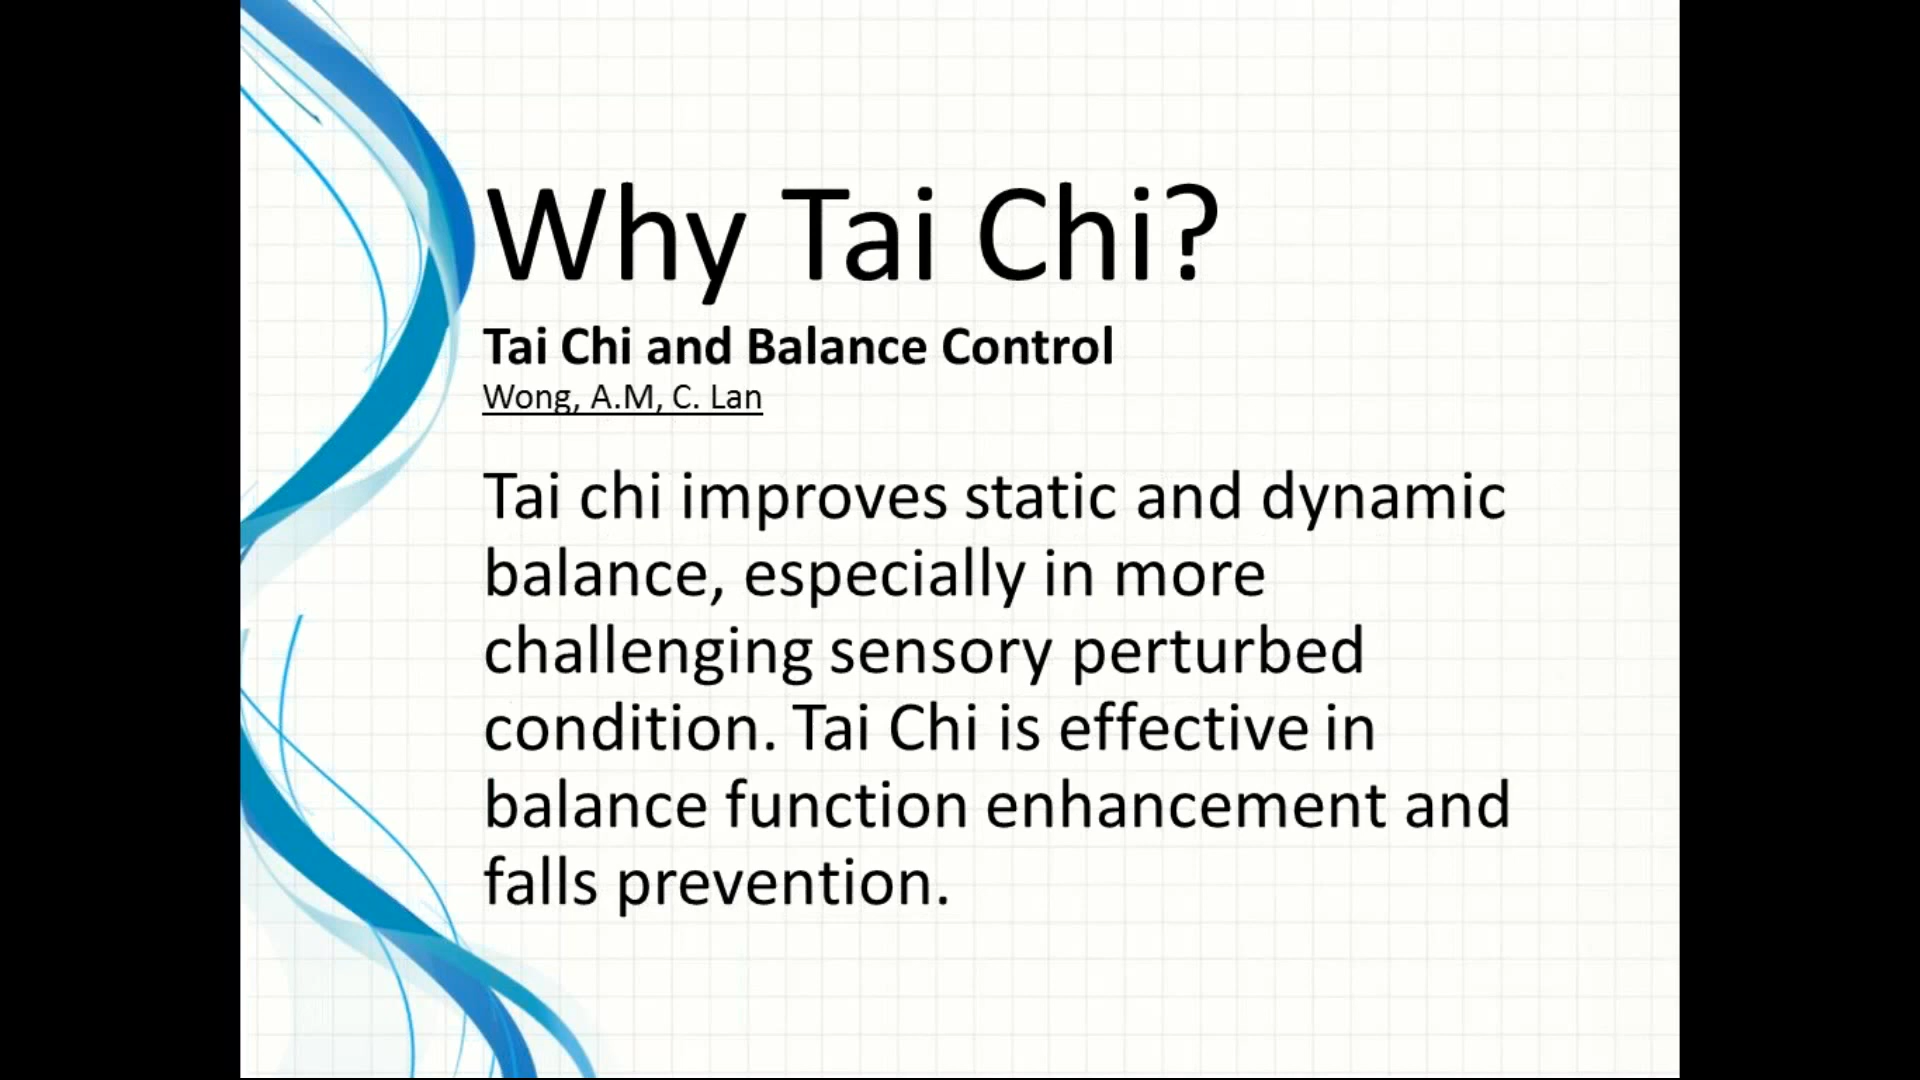 Why Tai Chi?
Tai Chi and Balance Control
Wong, A.M, C. Lan
Tai chi improves static and dynamic
balance, especially in more
challenging sensory perturbed
condition. Tai Chi is effective in
balance function enhancement and
falls prevention.